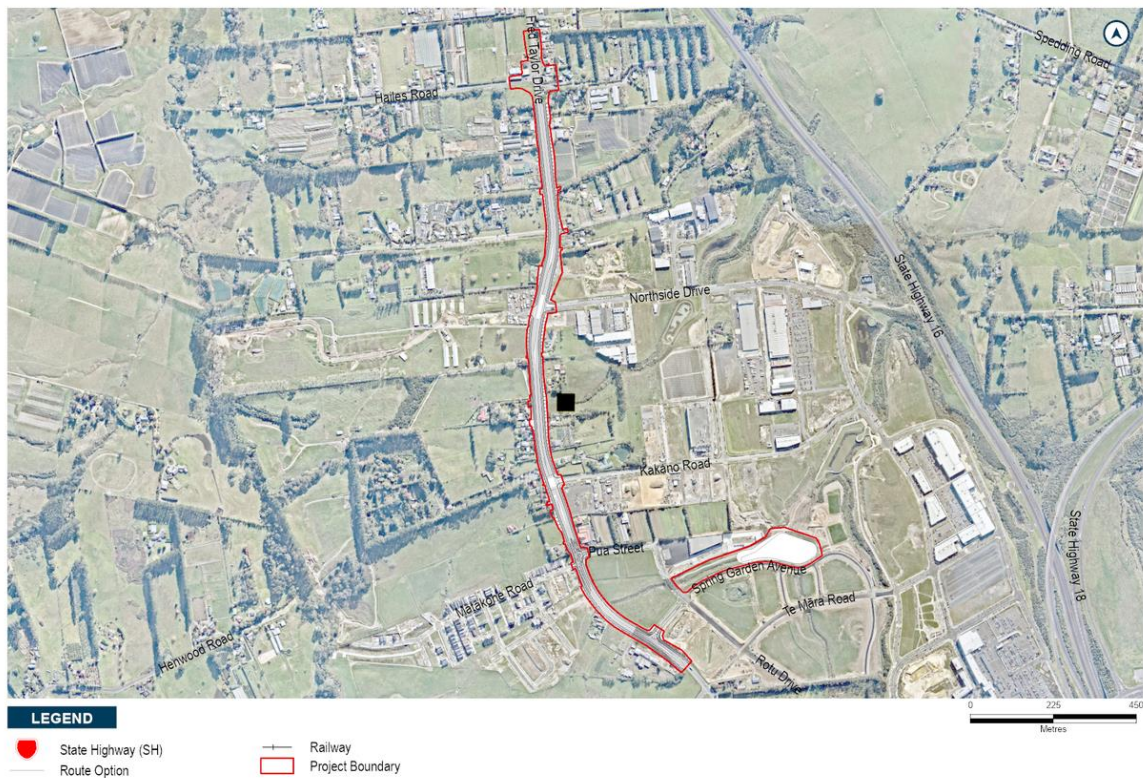 Fred Taylor Drive
Spedding Road
Hailes Road
Northside Drive
State Highway 16
Kakano Road
State Highway 18
Pua Street
Spring Garden Avenue
Matakohe Road
Te Māra Road
Henwood Road
Rotu Drive
0 225 450
Metres
LEGEND
State Highway (SH)
Route Option
Railway
Project Boundary